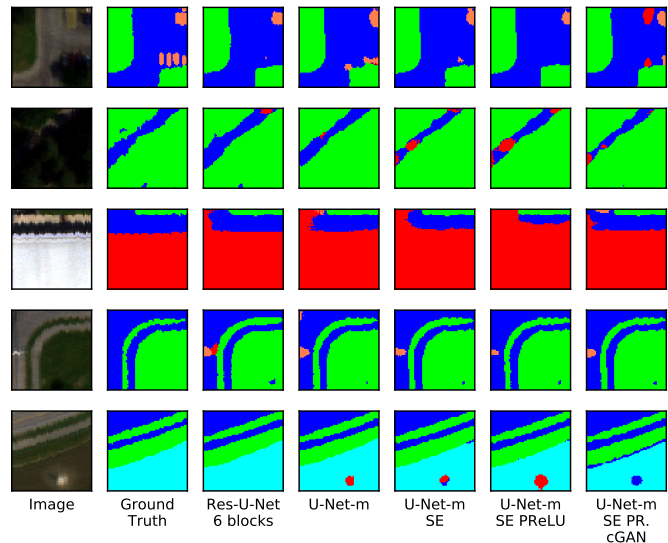 Image
Ground
Truth
Res-U-Net
6 blocks
U-Net-m
U-Net-m
SE
U-Net-m
SE PReLU
U-Net-m
SE PR.
cGAN